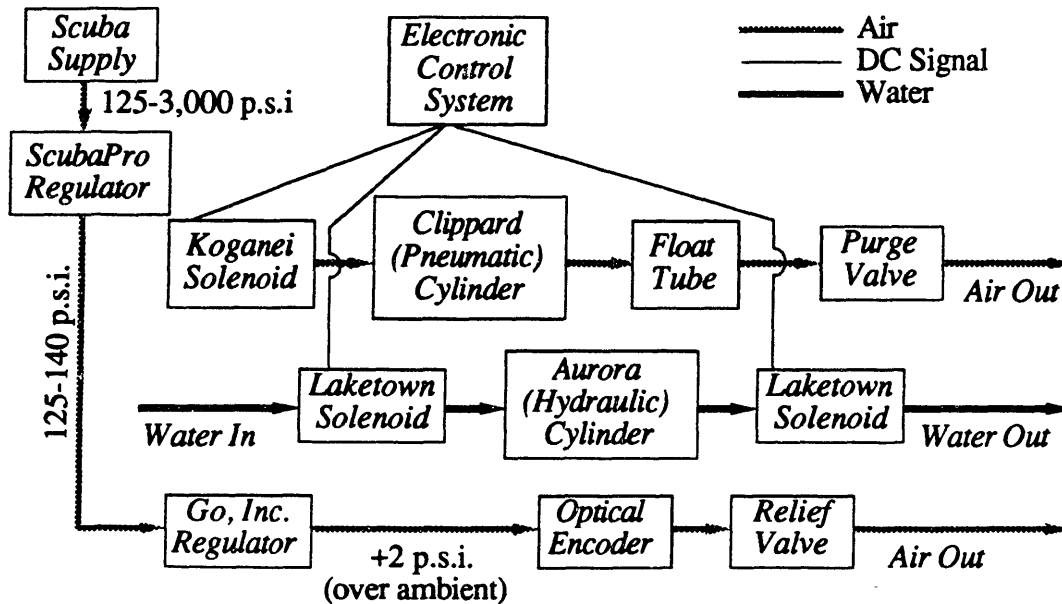 Scuba
Supply
125-3,000 p.s.i
ScubaPro
Regulator
125-140 p.s.i.
Electronic
Control
System
Air
DC Signal
Water
Koganei
Solenoid
Clippard
(Pneumatic)
Cylinder
Float
Tube
Purge
Valve
Air Out
Water In
Laketown
Solenoid
Aurora
(Hydraulic)
Cylinder
Laketown
Solenoid
Water Out
Go, Inc.
Regulator
+2 p.s.i.
(over ambient)
Optical
Encoder
Relief
Valve
Air Out